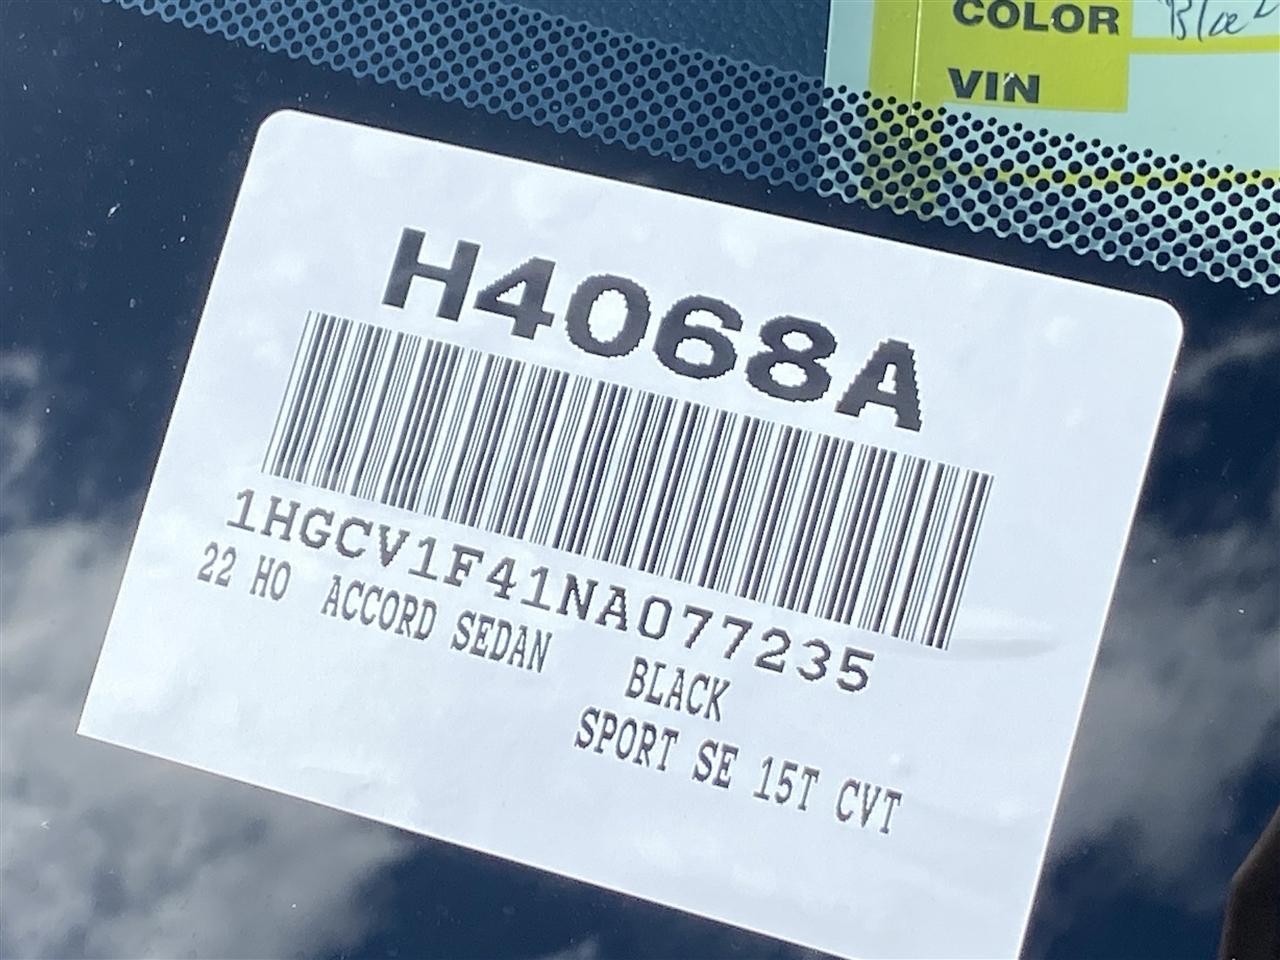 COLOR
VIN
H4068A
1HGCV1F41NA077235
22 HO ACCORD SEDAN BLACK
SPORT SE 15T CVT